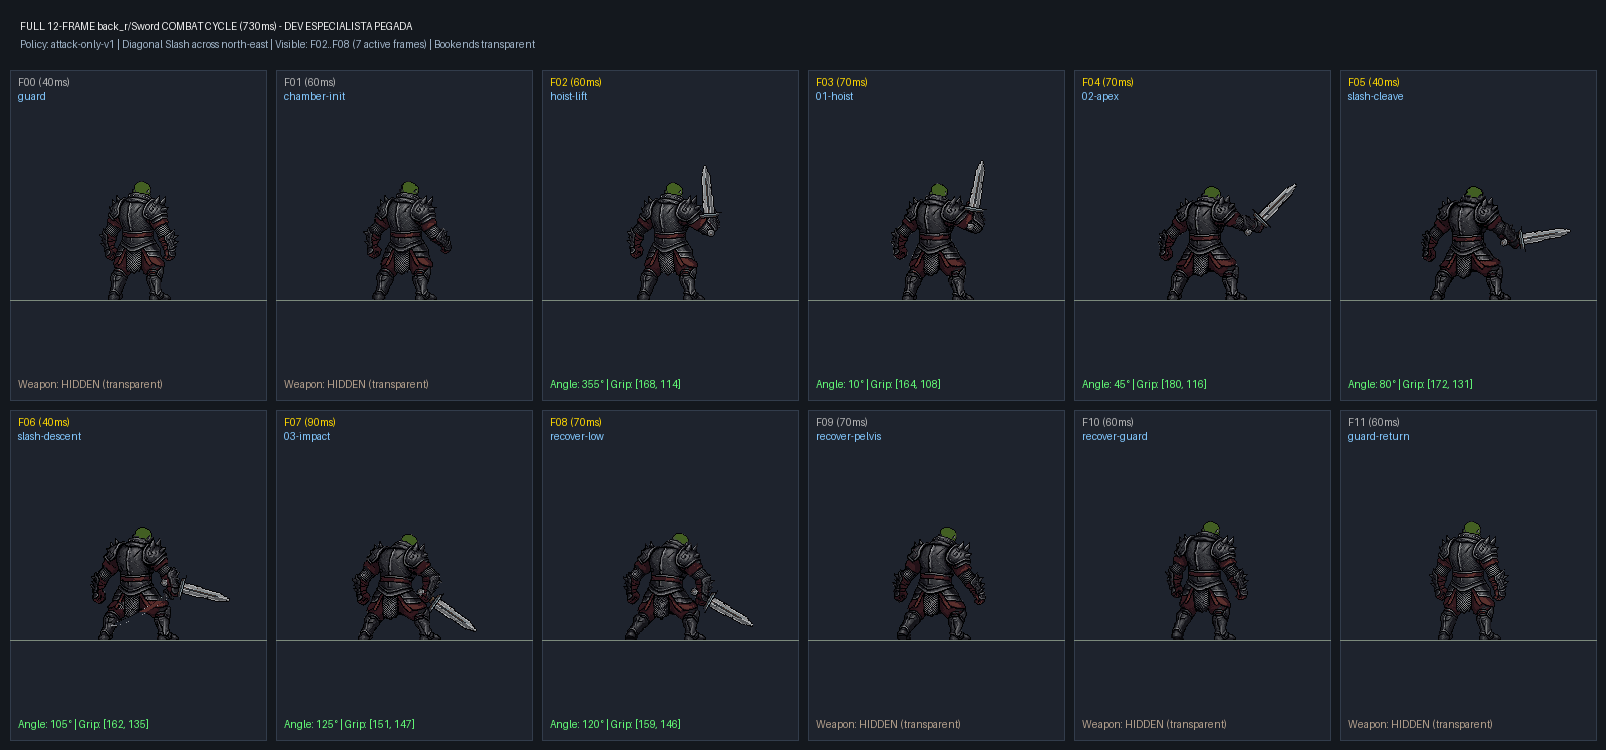 FULL 12-FRAME back_r/Sword COMBAT CYCLE (730ms) - DEV ESPECIALISTA PEGADA
Policy: attack-only-v1 | Diagonal Slash across north-east | Visible: F02..F08 (7 active frames) | Bookends transparent
F00 (40ms)
guard
Weapon: HIDDEN (transparent)
F01 (60ms)
chamber-init
Weapon: HIDDEN (transparent)
F02 (60ms)
hoist-lift
Angle: 355° | Grip: [168, 114]
F03 (70ms)
01-hoist
Angle: 10° | Grip: [164, 108]
F04 (70ms)
02-apex
Angle: 45° | Grip: [180, 116]
F05 (40ms)
slash-cleave
Angle: 80° | Grip: [172, 131]
F06 (40ms)
slash-descent
Angle: 105° | Grip: [162, 135]
F07 (90ms)
03-impact
Angle: 125° | Grip: [151, 147]
F08 (70ms)
recover-low
Angle: 120° | Grip: [159, 146]
F09 (70ms)
recover-pelvis
Weapon: HIDDEN (transparent)
F10 (60ms)
recover-guard
Weapon: HIDDEN (transparent)
F11 (60ms)
guard-return
Weapon: HIDDEN (transparent)